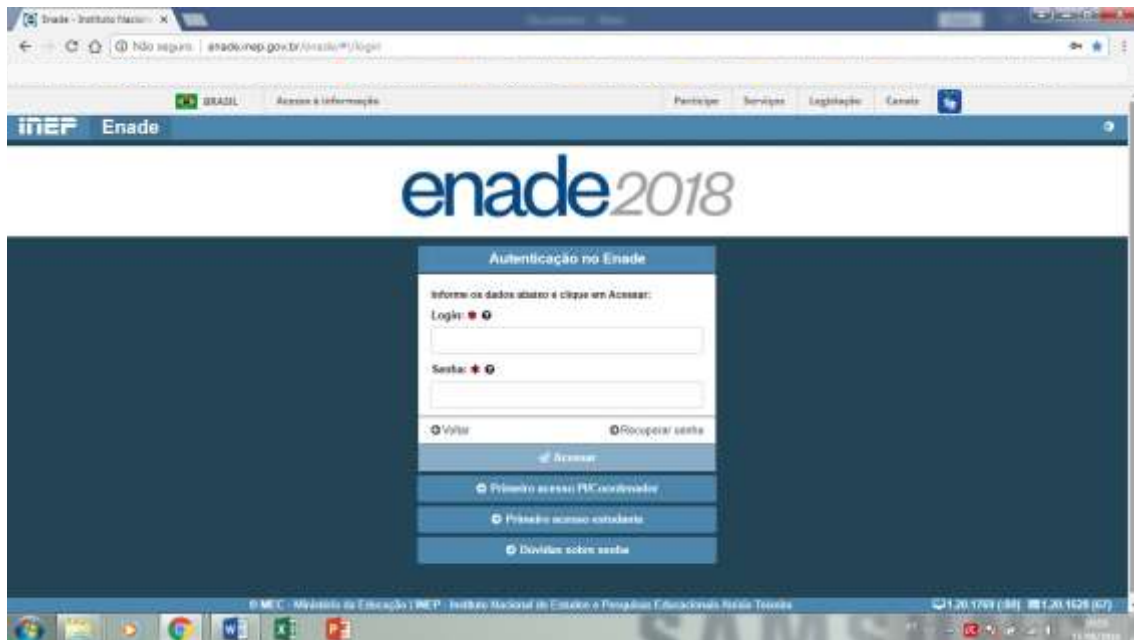 Enade - Instituto Nacion
Não seguro | enade.inep.gov.br/enade/#!/login
BRASIL Acesso à informação Participe Serviços Legislação Canais
inep Enade
enade2018
Autenticação no Enade
Informe os dados abaixo e clique em Acessar:
Login:
Senha:
Voltar Recuperar senha
Acessar
Primeiro acesso PI/Coordenador
Primeiro acesso estudante
Dúvidas sobre senha
© MEC - Ministério da Educação | INEP - Instituto Nacional de Estudos e Pesquisas Educacionais Anísio Teixeira